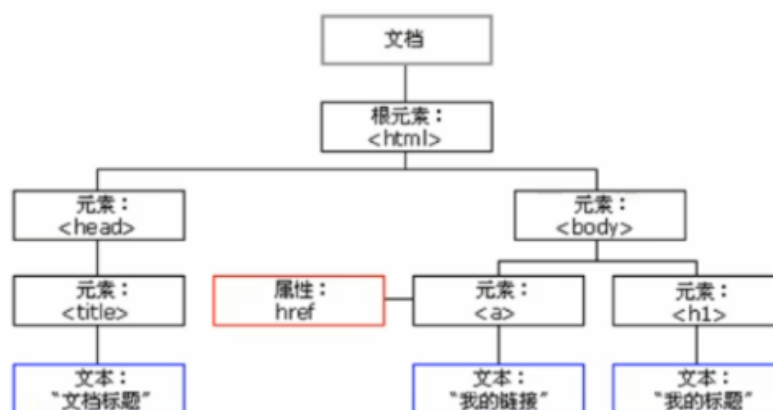 文档
根元素：
<html>
元素：
<head>
元素：
<body>
元素：
<title>
属性：
href
元素：
<a>
元素：
<h1>
文本：
"文档标题"
文本：
"我的链接"
文本：
"我的标题"